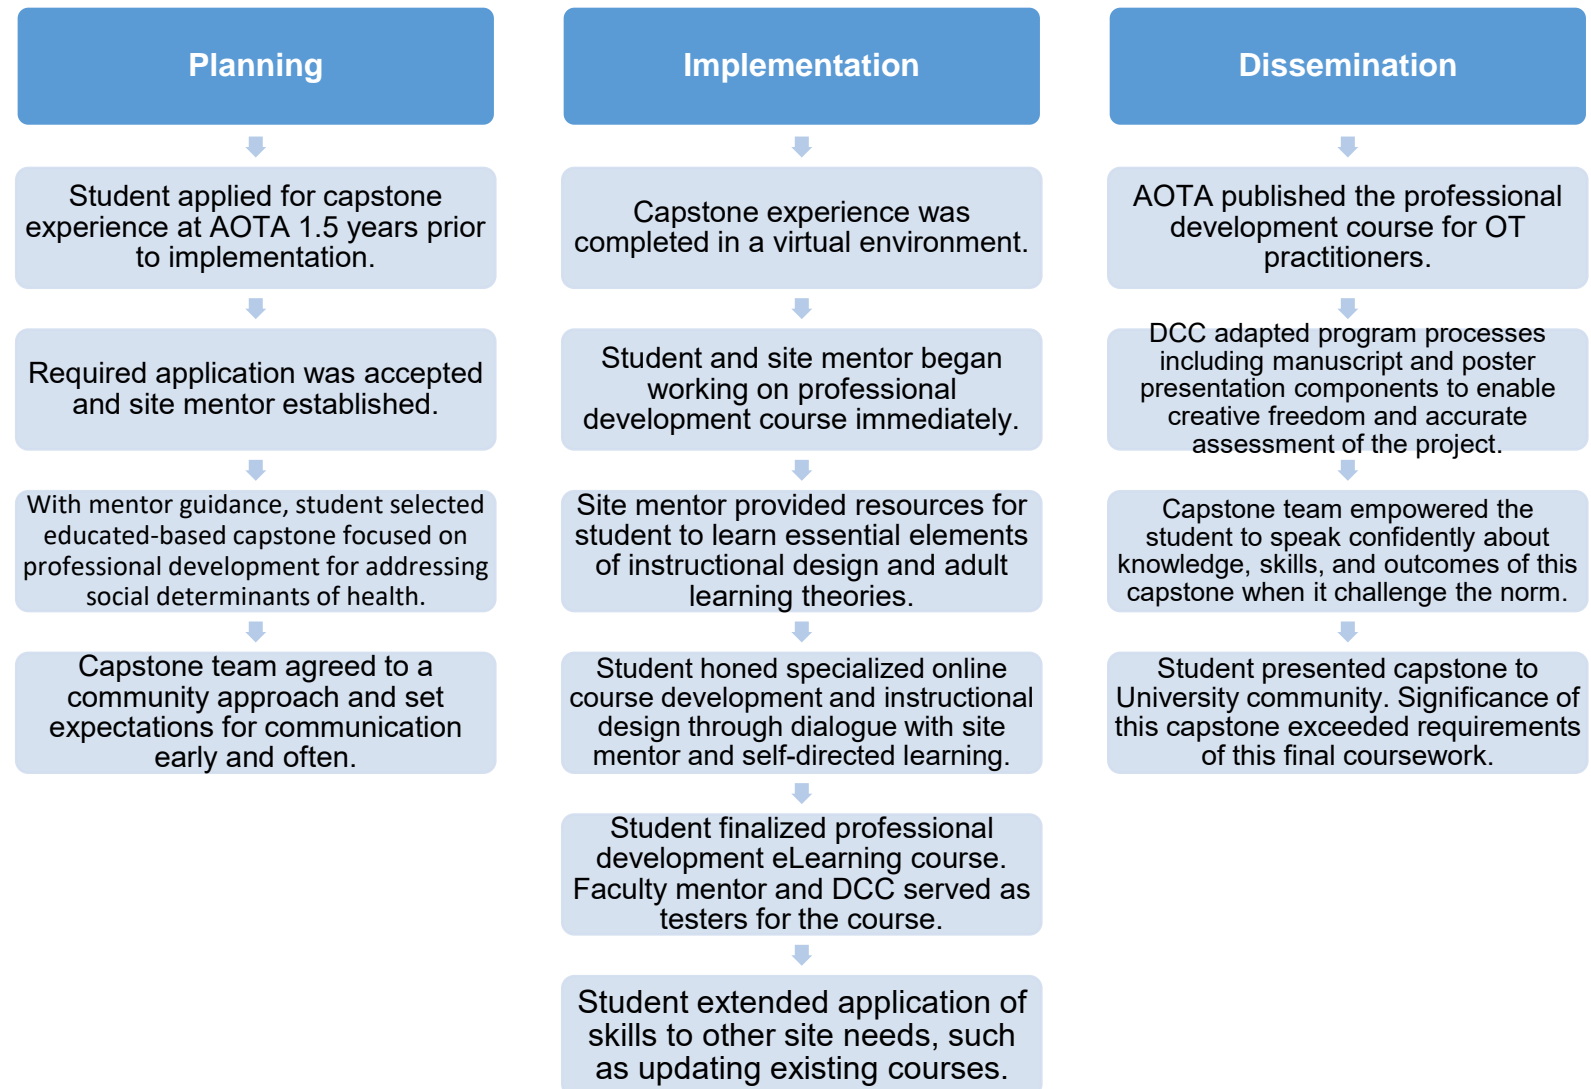 Planning
Student applied for capstone
experience at AOTA 1.5 years prior
to implementation.
Required application was accepted
and site mentor established.
With mentor guidance, student selected
educated-based capstone focused on
professional development for addressing
social determinants of health.
Capstone team agreed to a
community approach and set
expectations for communication
early and often.
Implementation
Capstone experience was
completed in a virtual environment.
Student and site mentor began
working on professional
development course immediately.
Site mentor provided resources for
student to learn essential elements
of instructional design and adult
learning theories.
Student honed specialized online
course development and instructional
design through dialogue with site
mentor and self-directed learning.
Student finalized professional
development eLearning course.
Faculty mentor and DCC served as
testers for the course.
Student extended application of
skills to other site needs, such
as updating existing courses.
Dissemination
AOTA published the professional
development course for OT
practitioners.
DCC adapted program processes
including manuscript and poster
presentation components to enable
creative freedom and accurate
assessment of the project.
Capstone team empowered the
student to speak confidently about
knowledge, skills, and outcomes of this
capstone when it challenge the norm.
Student presented capstone to
University community. Significance of
this capstone exceeded requirements
of this final coursework.